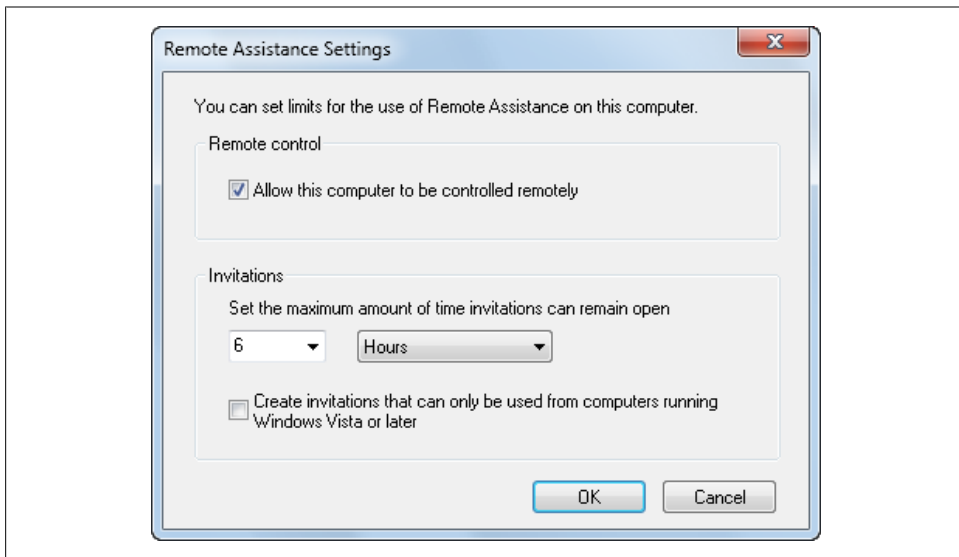 Remote Assistance Settings
You can set limits for the use of Remote Assistance on this computer.
Remote control
Allow this computer to be controlled remotely
Invitations
Set the maximum amount of time invitations can remain open
6 Hours
Create invitations that can only be used from computers running
Windows Vista or later
OK Cancel